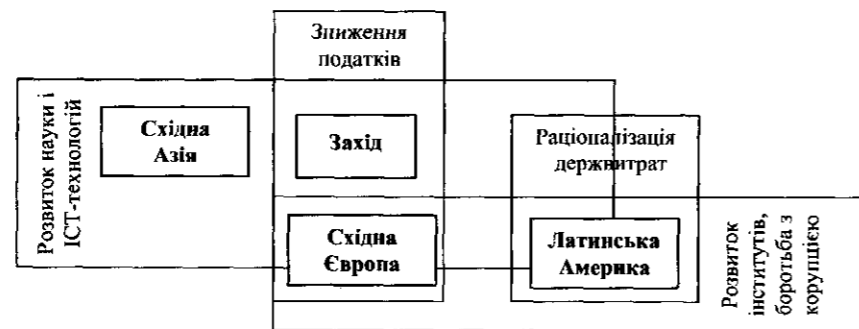 Зниження
податків
Розвиток науки і
ІСТ-технологій
Східна
Азія
Захід
Раціоналізація
держвитрат
Східна
Європа
Латинська
Америка
Розвиток
інститутів,
боротьба з
корупцією